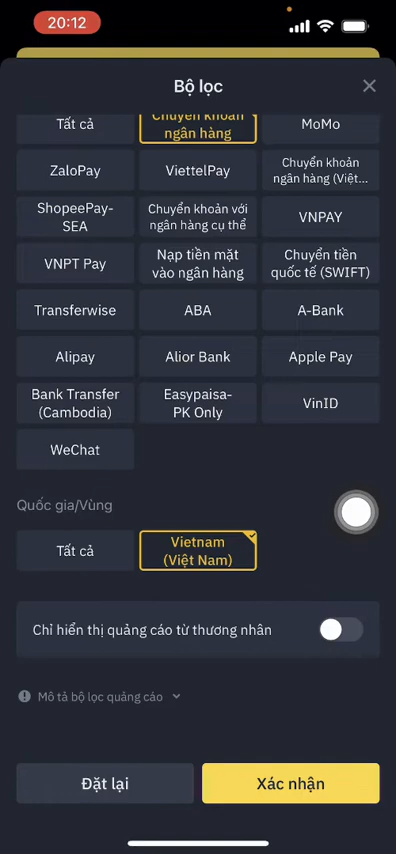 20:12
Bộ lọc
Tất cả
Chuyển khoản
ngân hàng
MoMo
ZaloPay
ViettelPay
Chuyển khoản
ngân hàng (Việt...
ShopeePay-
SEA
Chuyển khoản với
ngân hàng cụ thể
VNPAY
VNPT Pay
Nạp tiền mặt
vào ngân hàng
Chuyển tiền
quốc tế (SWIFT)
Transferwise
ABA
A-Bank
Alipay
Alior Bank
Apple Pay
Bank Transfer
(Cambodia)
Easypaisa-
PK Only
VinID
WeChat
Quốc gia/Vùng
Tất cả
Vietnam
(Việt Nam)
Chỉ hiển thị quảng cáo từ thương nhân
Mô tả bộ lọc quảng cáo
Đặt lại
Xác nhận